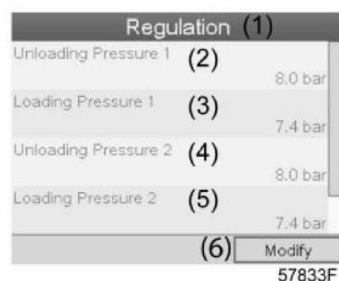 Regulation (1)
Unloading Pressure 1 (2)
8.0 bar
Loading Pressure 1 (3)
7.4 bar
Unloading Pressure 2 (4)
8.0 bar
Loading Pressure 2 (5)
7.4 bar
(6) Modify
57833F